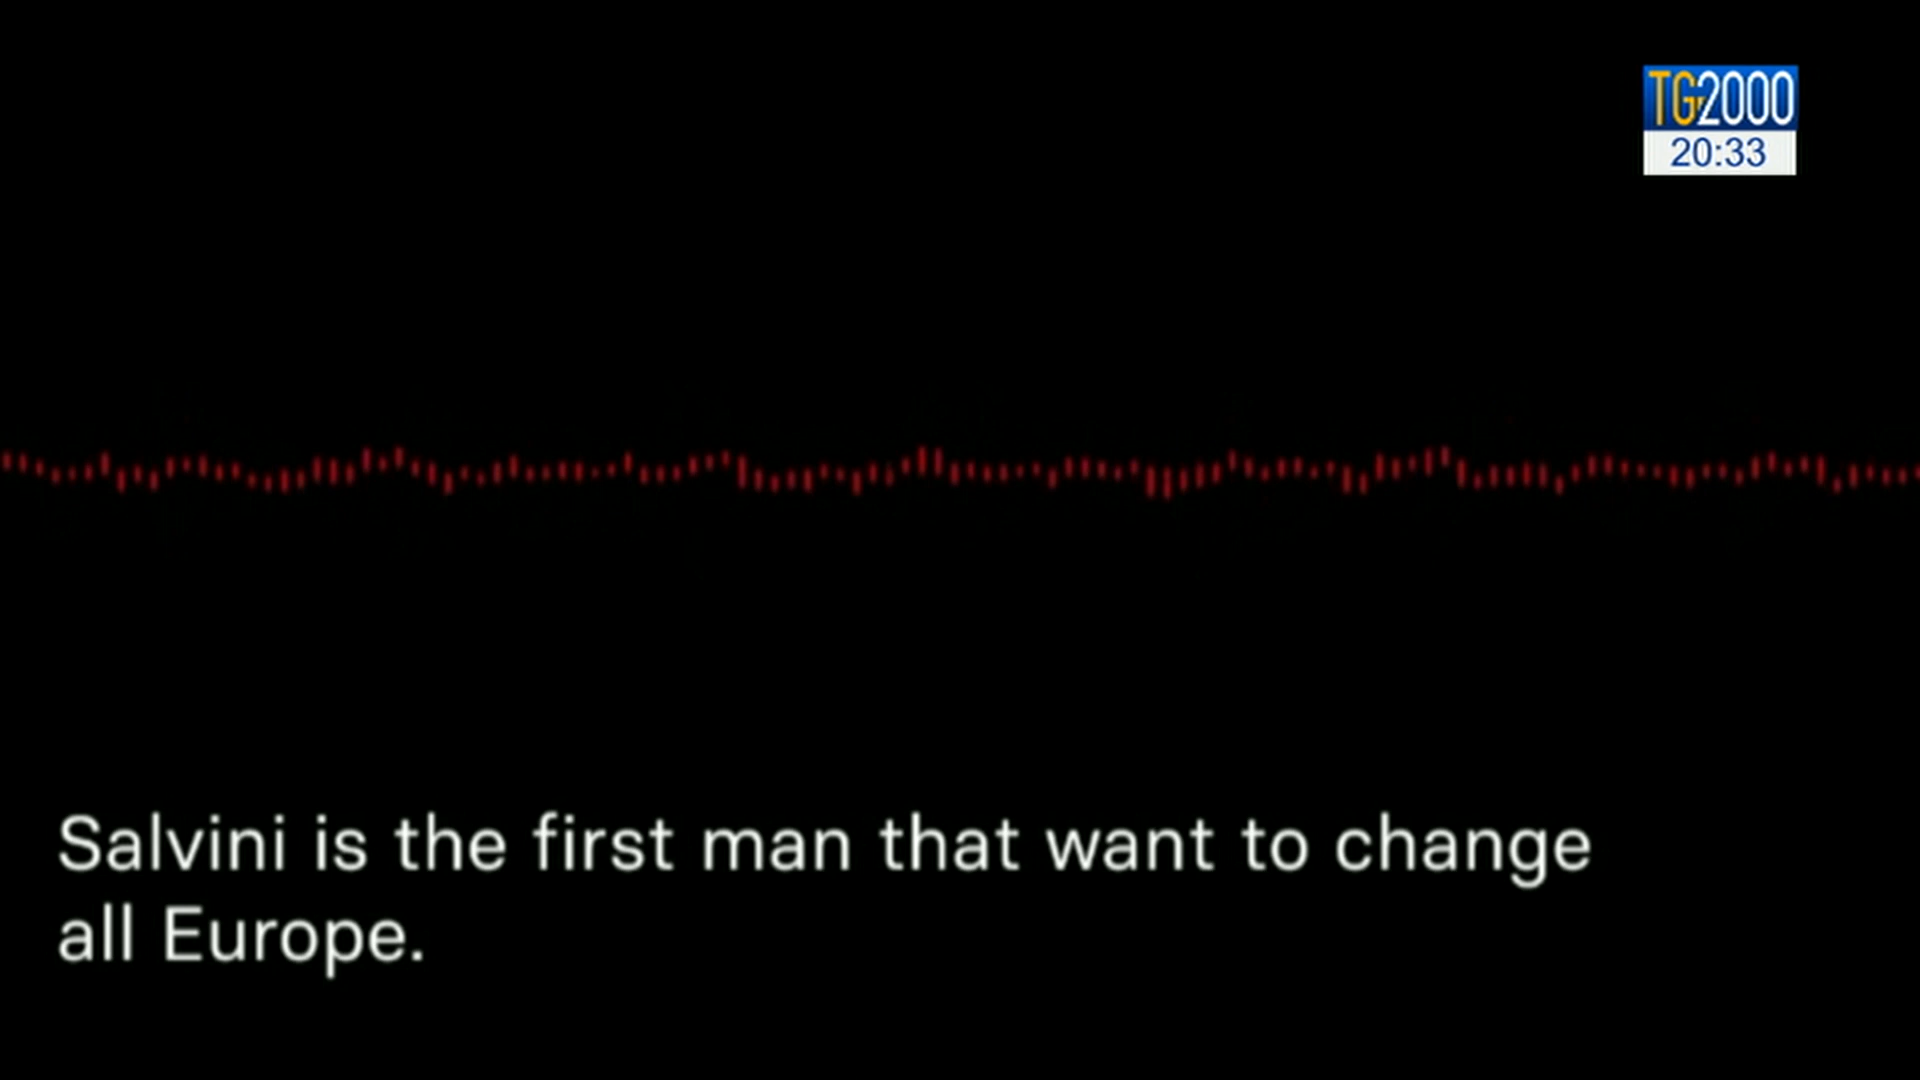 TG2000
20:33
Salvini is the first man that want to change
all Europe.